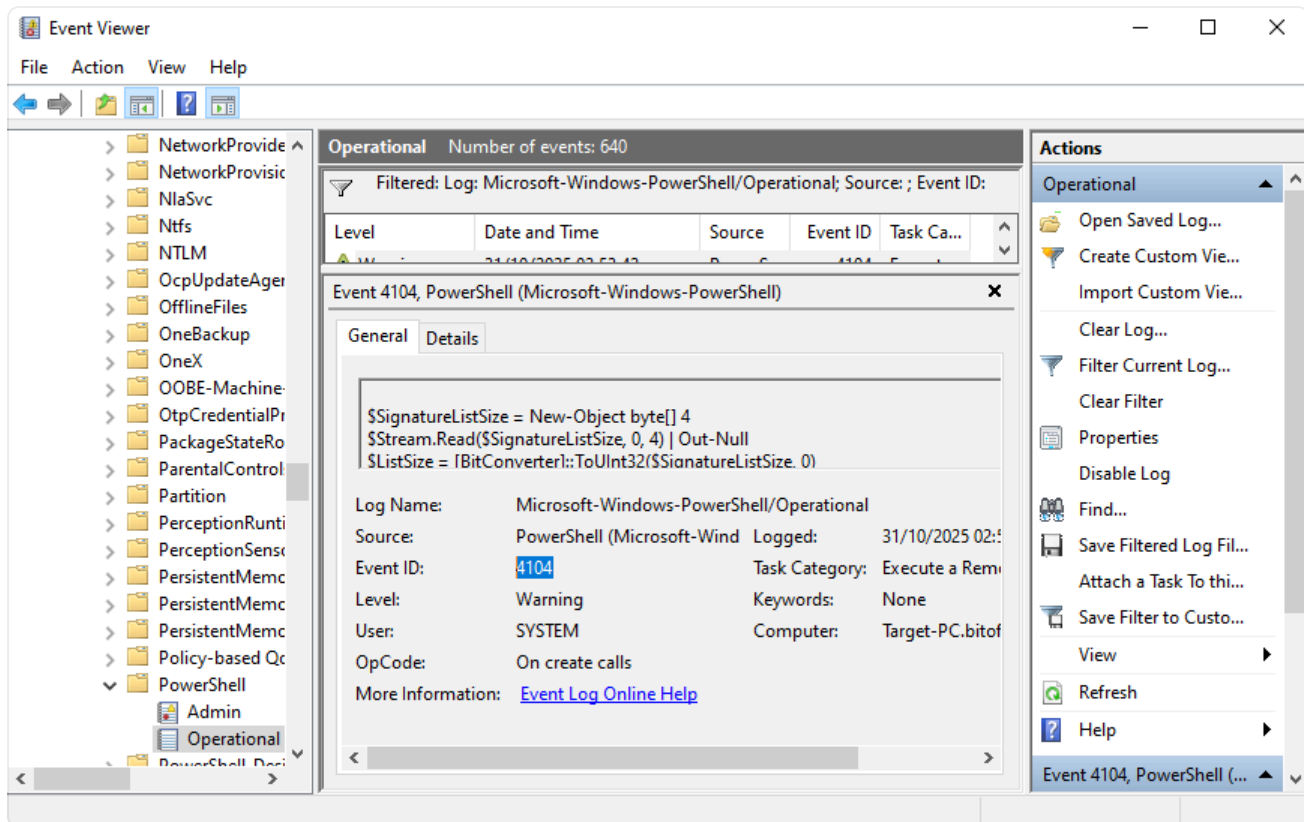 Event Viewer
File Action View Help
NetworkProvide
NetworkProvisic
NlaSvc
Ntfs
NTLM
OcpUpdateAger
OfflineFiles
OneBackup
OneX
OOBE-Machine-
OtpCredentialPr
PackageStateRo
ParentalControl
Partition
PerceptionRunti
PerceptionSenso
PersistentMemc
PersistentMemc
PersistentMemc
Policy-based Qc
PowerShell
Admin
Operational
Operational Number of events: 640
Filtered: Log: Microsoft-Windows-PowerShell/Operational; Source: ; Event ID:
Level Date and Time Source Event ID Task Ca...
Event 4104, PowerShell (Microsoft-Windows-PowerShell)
General Details
$SignatureListSize = New-Object byte[] 4
$Stream.Read($SignatureListSize, 0, 4) | Out-Null
$ListSize = [BitConverter]::ToUInt32($SignatureListSize, 0)
Log Name: Microsoft-Windows-PowerShell/Operational
Source: PowerShell (Microsoft-Wind Logged: 31/10/2025 02:5
Event ID: 4104 Task Category: Execute a Rem
Level: Warning Keywords: None
User: SYSTEM Computer: Target-PC.bitof
OpCode: On create calls
More Information: Event Log Online Help
Actions
Operational
Open Saved Log...
Create Custom Vie...
Import Custom Vie...
Clear Log...
Filter Current Log...
Clear Filter
Properties
Disable Log
Find...
Save Filtered Log Fil...
Attach a Task To thi...
Save Filter to Custo...
View
Refresh
Help
Event 4104, PowerShell (...